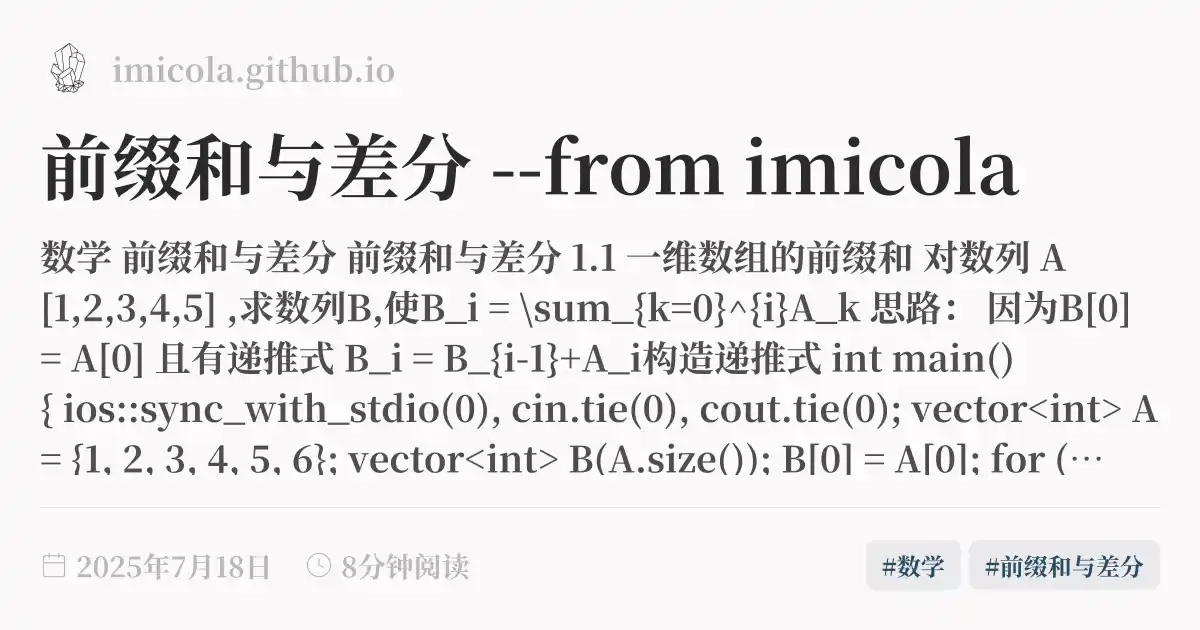 imicola.github.io
前缀和与差分 --from imicola
数学 前缀和与差分 前缀和与差分 1.1 一维数组的前缀和 对数列 A
[1,2,3,4,5] ,求数列B,使B_i = \sum_{k=0}^{i}A_k 思路： 因为B[0]
= A[0] 且有递推式 B_i = B_{i-1}+A_i构造递推式 int main()
{ ios::sync_with_stdio(0), cin.tie(0), cout.tie(0); vector<int> A
= {1, 2, 3, 4, 5, 6}; vector<int> B(A.size()); B[0] = A[0]; for (…
2025年7月18日 8分钟阅读 #数学 #前缀和与差分